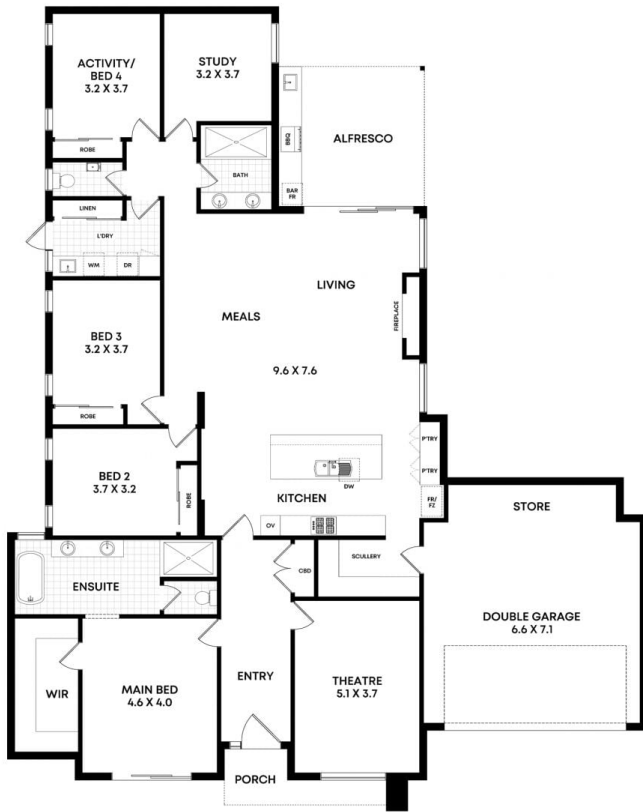 ACTIVITY/
BED 4
3.2 X 3.7
STUDY
3.2 X 3.7
ROBE
BATH
BBQ
ALFRESCO
BAR
FR
LINEN
L'DRY
WM
DR
LIVING
MEALS
FIREPLACE
BED 3
3.2 X 3.7
9.6 X 7.6
ROBE
BED 2
3.7 X 3.2
ROBE
P'TRY
P'TRY
DW
KITCHEN
FR/
FZ
OV
STORE
ENSUITE
CBD
SCULLERY
DOUBLE GARAGE
6.6 X 7.1
WIR
MAIN BED
4.6 X 4.0
ENTRY
THEATRE
5.1 X 3.7
PORCH